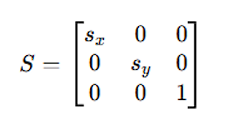 S = [ s_x 0 0
0 s_y 0
0 0 1 ]